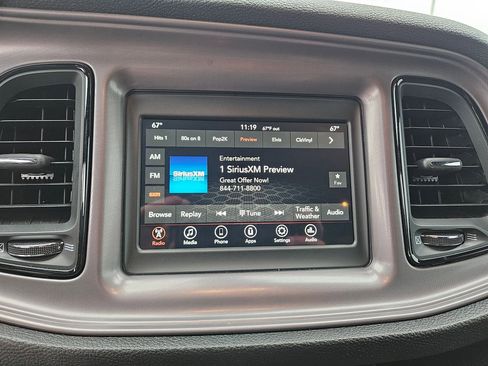 67° 11:19 67°F out 67°
Hits 1 80s on 8 Pop2K Preview Elvis ClsVinyl
AM
FM
SXM
SiriusXM
Entertainment
1 SiriusXM Preview
Great Offer Now!
844-711-8800
Fav
Browse Replay Tune Traffic & Weather Audio
Radio Media Phone Apps Settings Audio